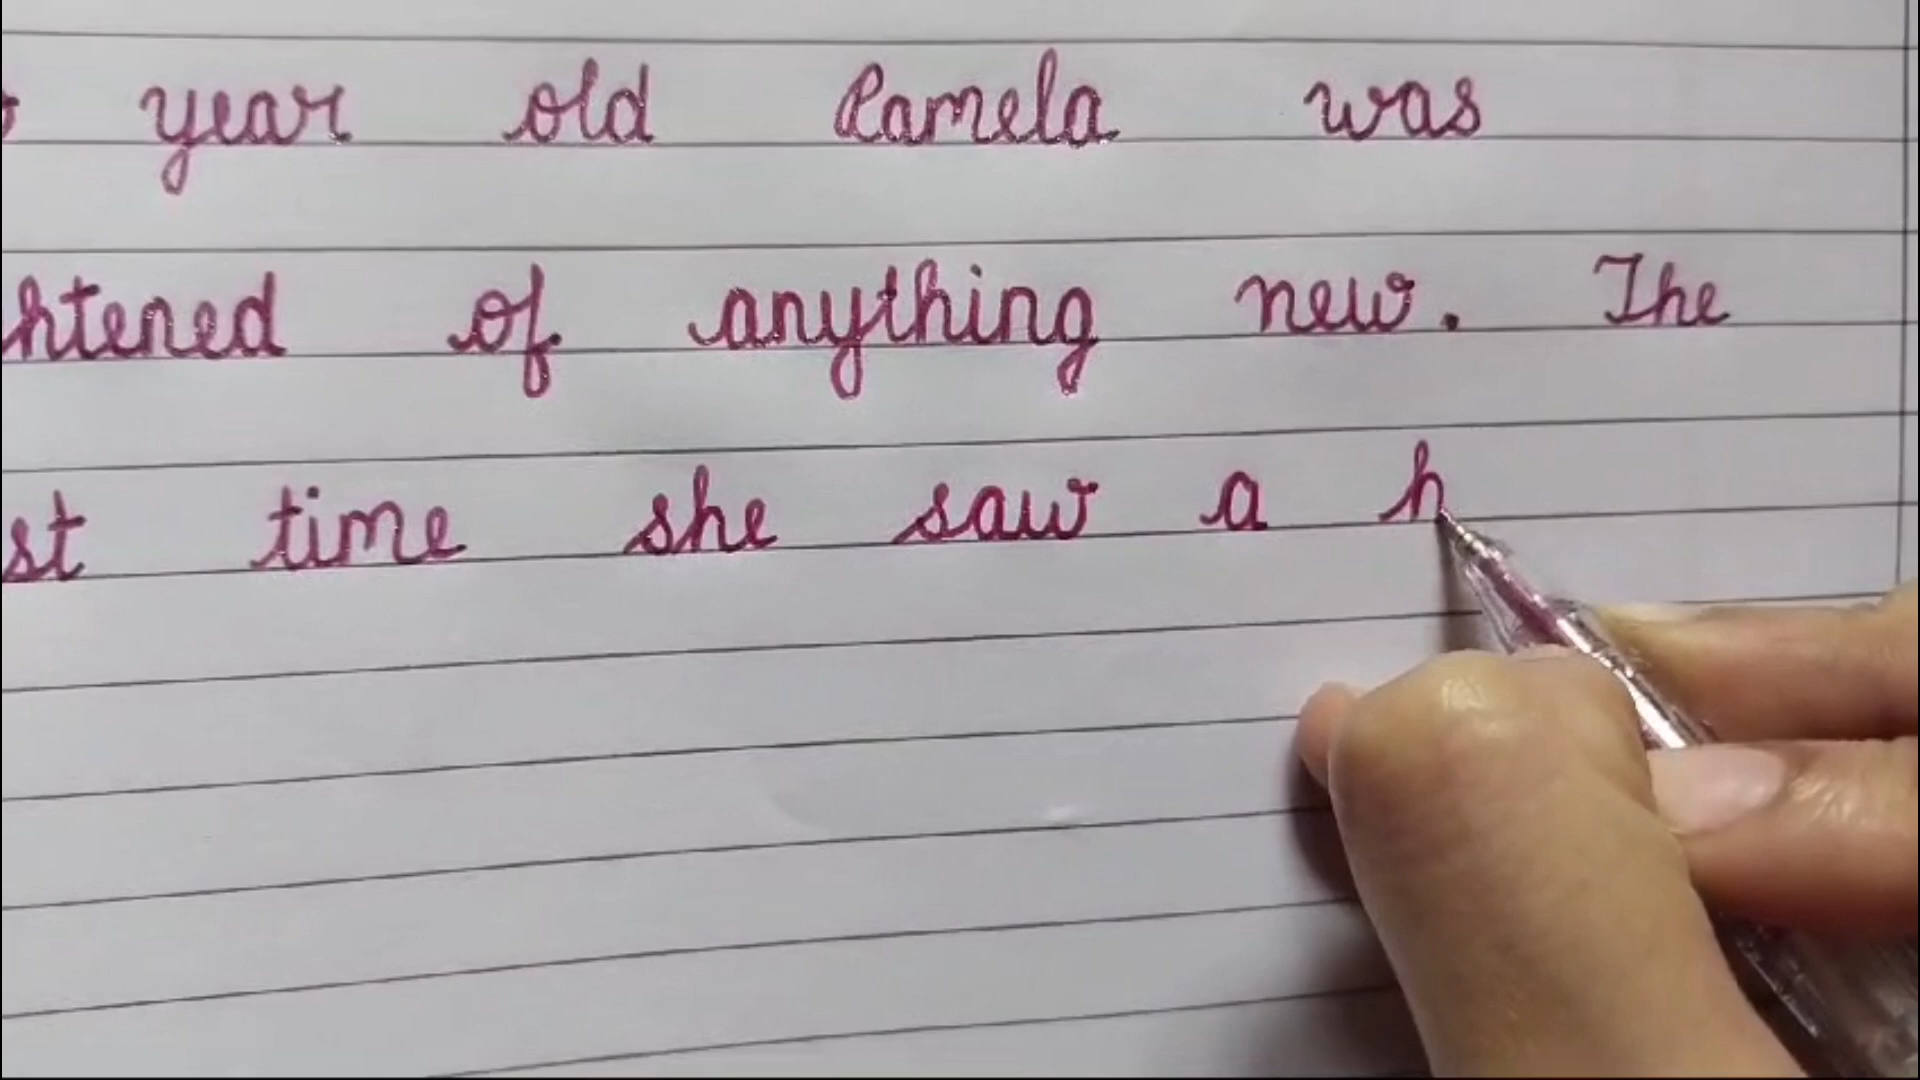 year old Pamela was
htened of anything new. The
st time she saw a h